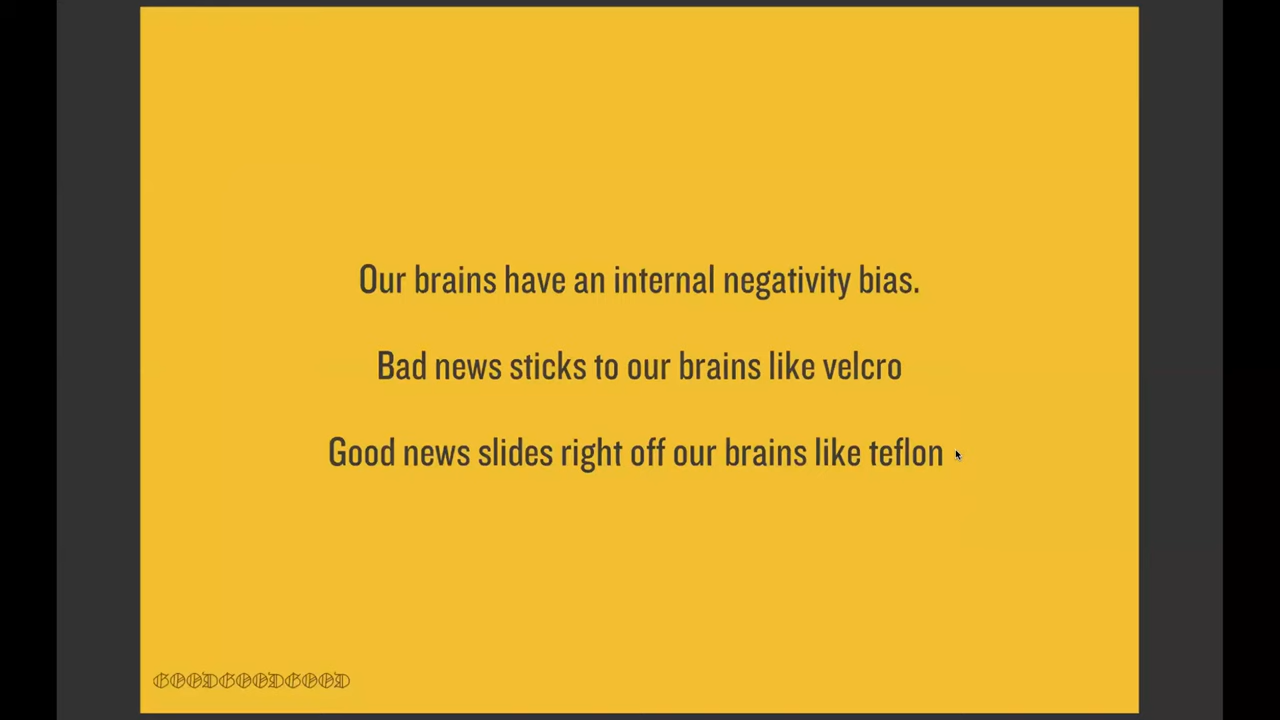 Our brains have an internal negativity bias.
Bad news sticks to our brains like velcro
Good news slides right off our brains like teflon
GOODGOODGOOD